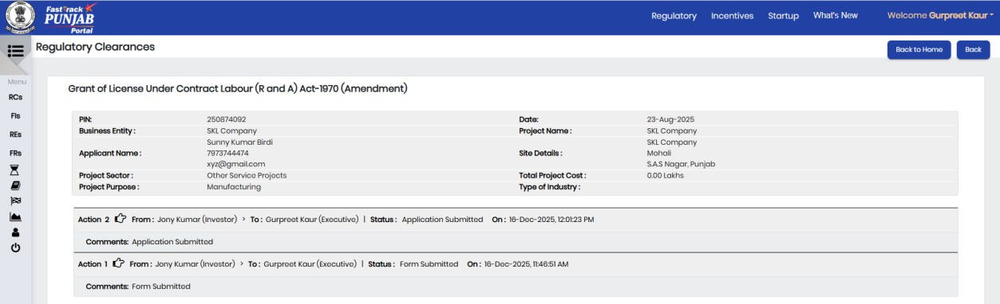 FastTrack
PUNJAB
Portal
Regulatory Incentives Startup What's New Welcome Gurpreet Kaur
Regulatory Clearances
Back to Home Back
Menu
RCs
FIs
REs
FRs
Grant of License Under Contract Labour (R and A) Act-1970 (Amendment)
PIN: 250874092 Date: 23-Aug-2025
Business Entity : SKL Company Project Name : SKL Company
Sunny Kumar Birdi SKL Company
Applicant Name : 7973744474 Site Details : Mohali
xyz@gmail.com S.A.S Nagar, Punjab
Project Sector : Other Service Projects Total Project Cost : 0.00 Lakhs
Project Purpose : Manufacturing Type of Industry :
Action 2 From : Jony Kumar (Investor) > To : Gurpreet Kaur (Executive) | Status : Application Submitted On : 16-Dec-2025, 12:01:23 PM
Comments: Application Submitted
Action 1 From : Jony Kumar (Investor) > To : Gurpreet Kaur (Executive) | Status : Form Submitted On : 16-Dec-2025, 11:46:51 AM
Comments: Form Submitted